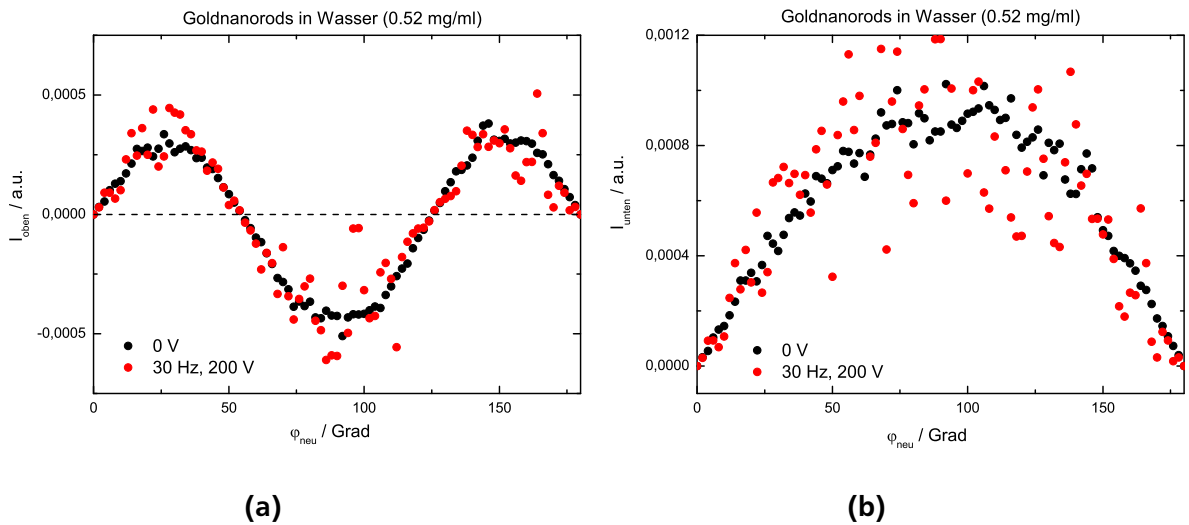 Goldnanorods in Wasser (0.52 mg/ml)
0,0005
0,0000
-0,0005
I_oben / a.u.
0 V
30 Hz, 200 V
0
50
100
150
φ_neu / Grad
(a)
Goldnanorods in Wasser (0.52 mg/ml)
0,0012
0,0008
0,0004
0,0000
I_unten / a.u.
0 V
30 Hz, 200 V
0
50
100
150
φ_neu / Grad
(b)